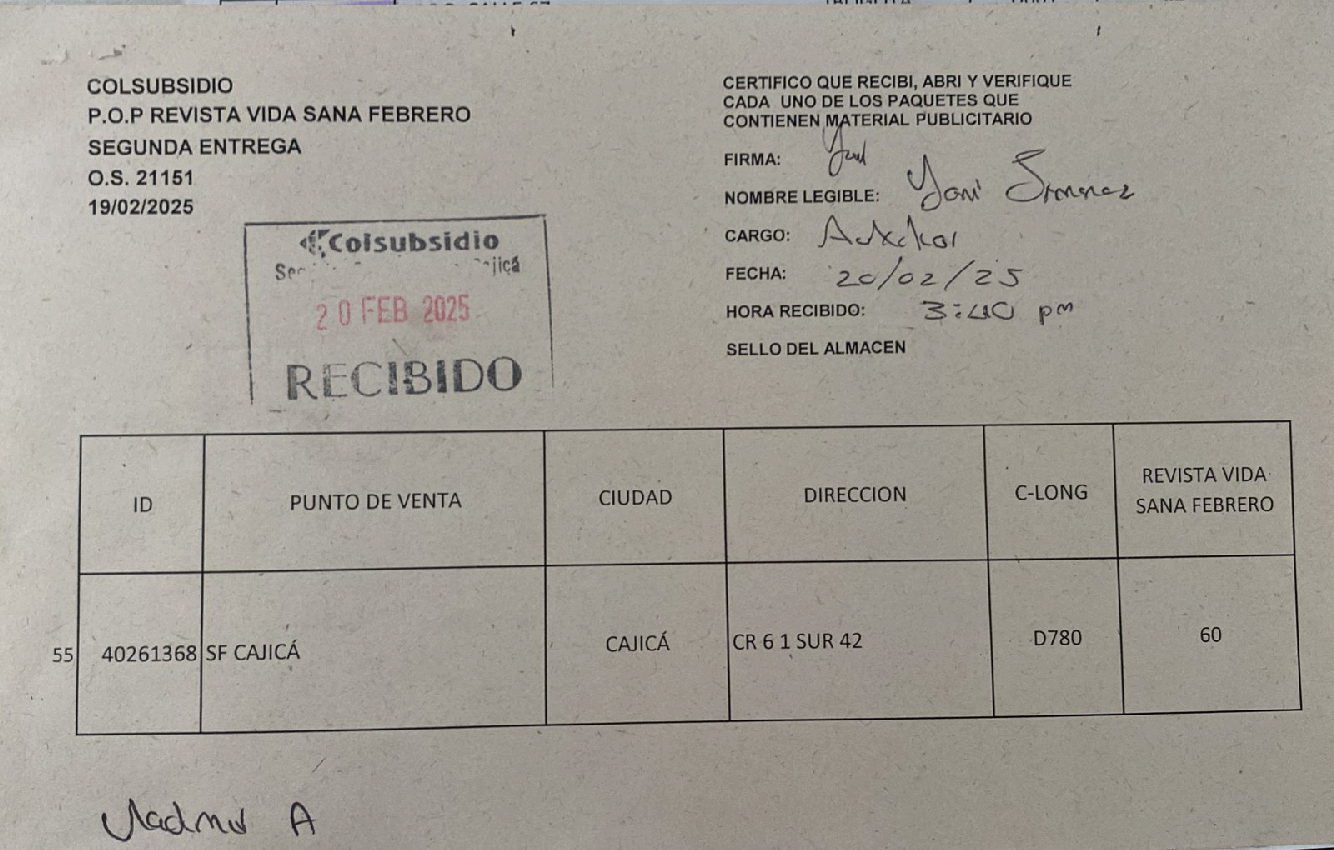 COLSUBSIDIO
P.O.P REVISTA VIDA SANA FEBRERO
SEGUNDA ENTREGA
O.S. 21151
19/02/2025
Colsubsidio
20 FEB 2025
RECIBIDO
CERTIFICO QUE RECIBI, ABRI Y VERIFIQUE
CADA UNO DE LOS PAQUETES QUE
CONTIENEN MATERIAL PUBLICITARIO
FIRMA:
NOMBRE LEGIBLE:
CARGO:
FECHA: 20/02/25
HORA RECIBIDO: 3:40 pm
SELLO DEL ALMACEN
ID PUNTO DE VENTA CIUDAD DIRECCION C-LONG REVISTA VIDA
SANA FEBRERO
55 40261368 SF CAJICÁ CAJICÁ CR 6 1 SUR 42 D780 60